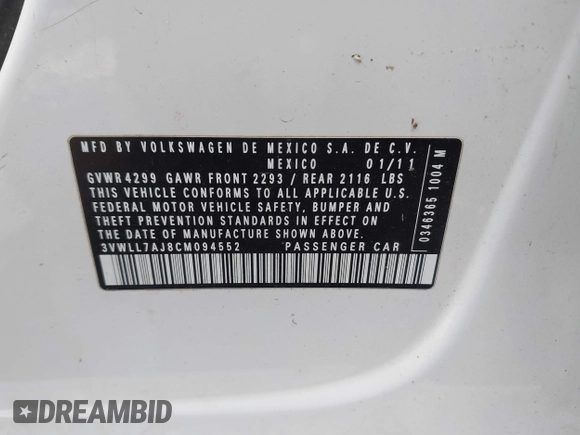 MFD BY VOLKSWAGEN DE MEXICO S.A. DE C.V.
MEXICO 01/11
GVWR 4299 GAWR FRONT 2293 / REAR 2116 LBS
THIS VEHICLE CONFORMS TO ALL APPLICABLE U.S.
FEDERAL MOTOR VEHICLE SAFETY, BUMPER AND
THEFT PREVENTION STANDARDS IN EFFECT ON
THE DATE OF MANUFACTURE SHOWN ABOVE.
3VWLL7AJ8CM094552 PASSENGER CAR
0346365 1004 M
DREAMBID